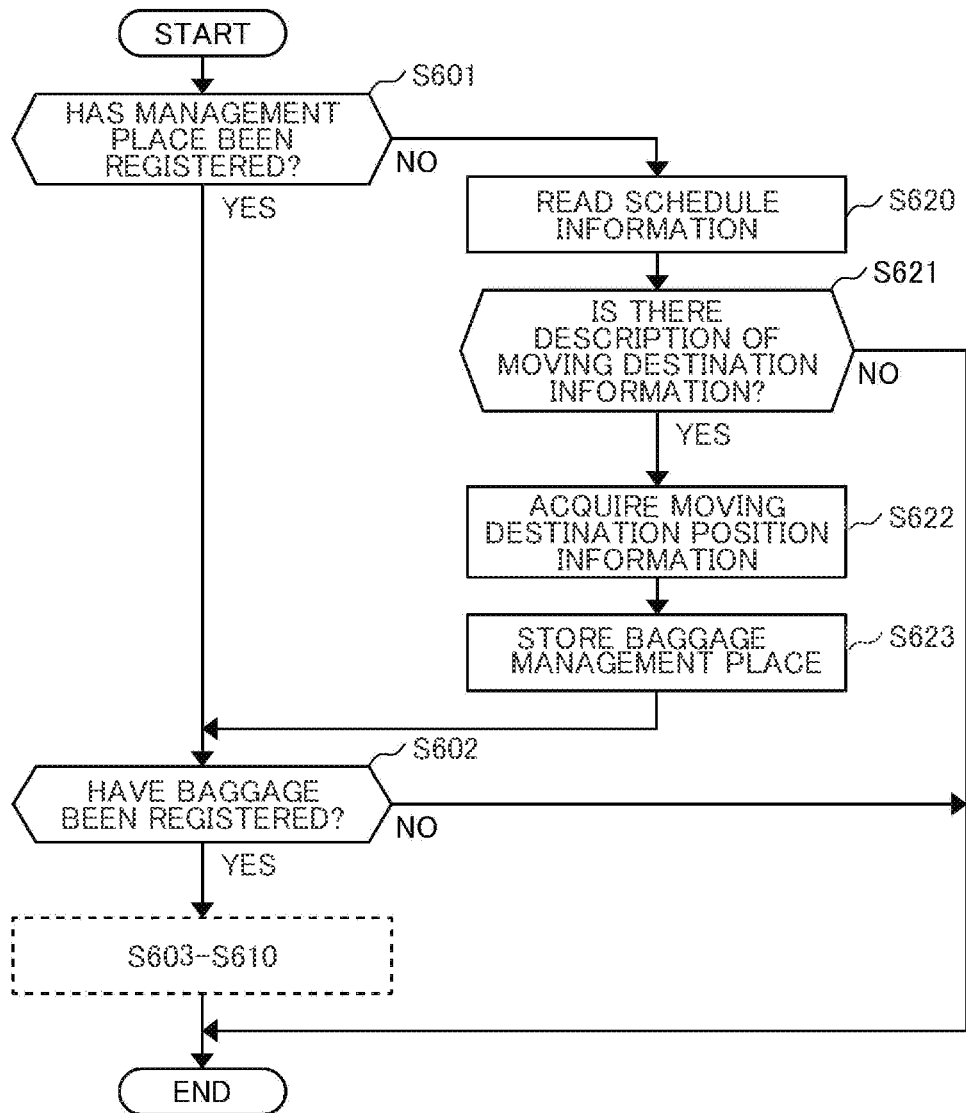 START
S601
HAS MANAGEMENT
PLACE BEEN
REGISTERED?
NO
YES
READ SCHEDULE
INFORMATION
S620
S621
IS THERE
DESCRIPTION OF
MOVING DESTINATION
INFORMATION?
NO
YES
ACQUIRE MOVING
DESTINATION POSITION
INFORMATION
S622
STORE BAGGAGE
MANAGEMENT PLACE
S623
S602
HAVE BAGGAGE
BEEN REGISTERED?
NO
YES
S603-S610
END